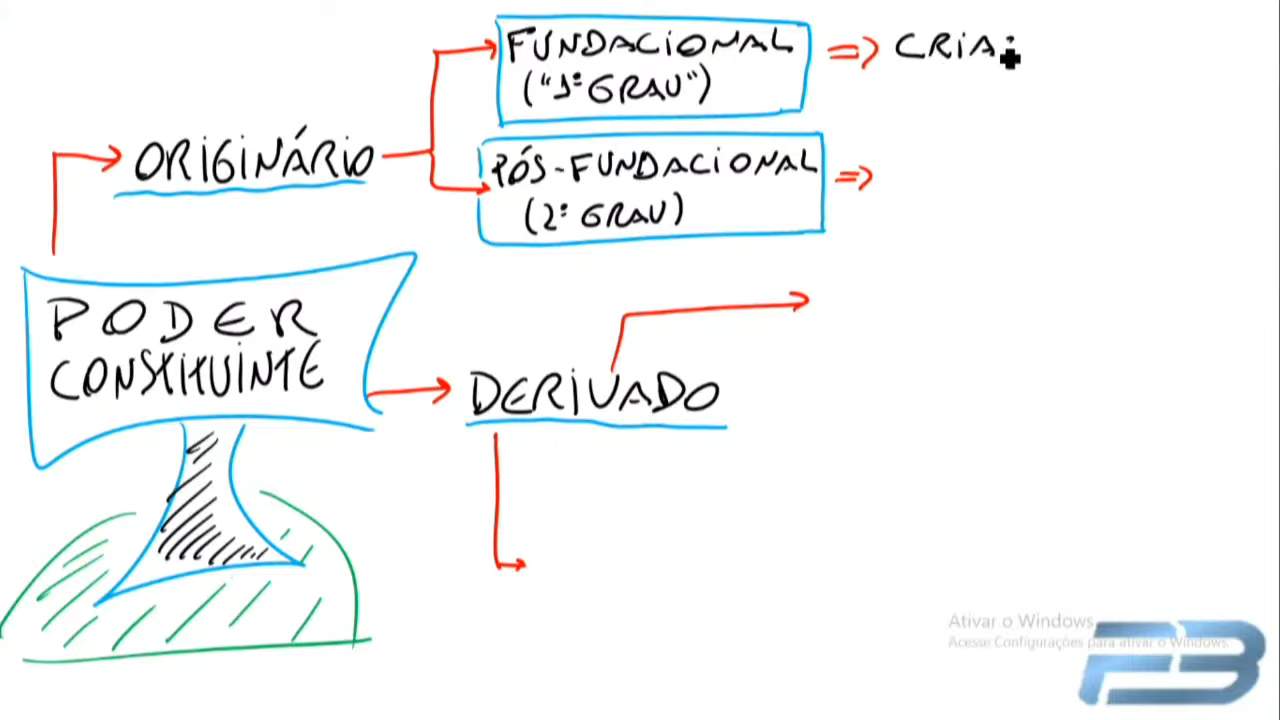 FUNDACIONAL => CRIA
("1º GRAU")
ORIGINÁRIO
PÓS-FUNDACIONAL =>
(2º GRAU)
PODER
CONSTITUINTE
DERIVADO
Ativar o Windows
Acesse Configurações para ativar o Windows.